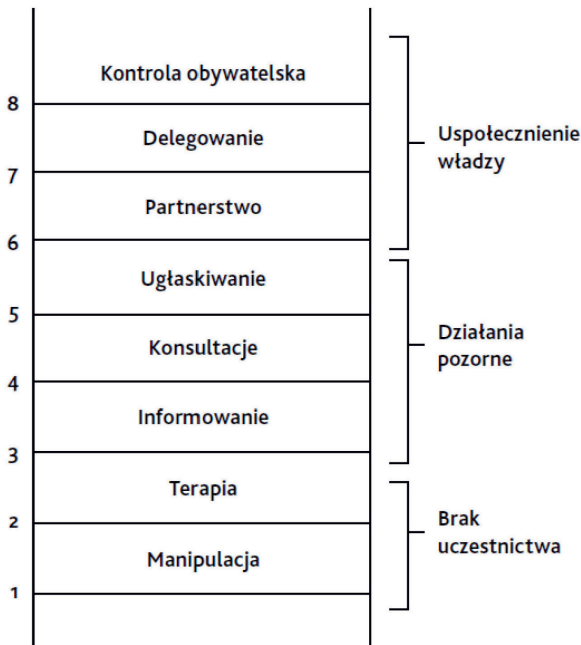 Kontrola obywatelska
8
Delegowanie
7
Partnerstwo
6
Ugłaskiwanie
5
Konsultacje
4
Informowanie
3
Terapia
2
Manipulacja
1
Uspołecznienie
władzy
Działania
pozorne
Brak
uczestnictwa